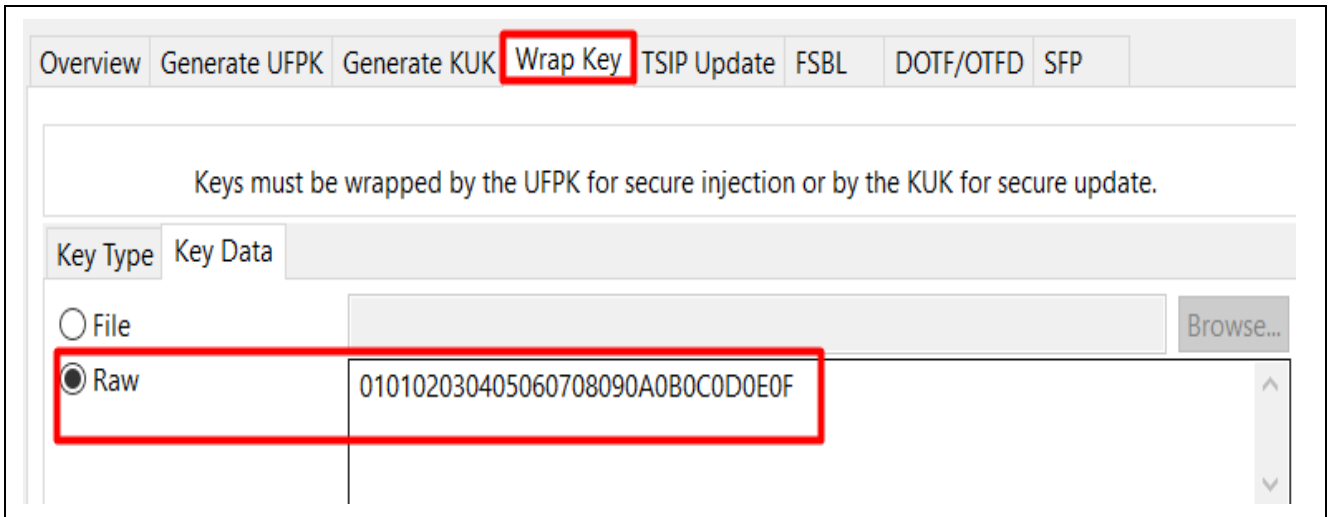 Overview Generate UFPK Generate KUK Wrap Key TSIP Update FSBL DOTF/OTFD SFP
Keys must be wrapped by the UFPK for secure injection or by the KUK for secure update.
Key Type Key Data
File Browse...
Raw 010102030405060708090A0B0C0D0E0F